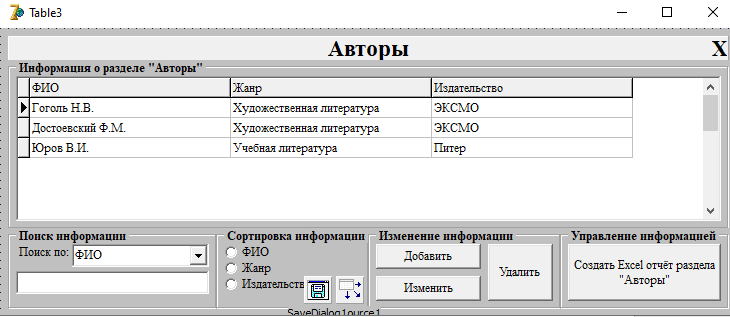 Table3
Авторы X
Информация о разделе "Авторы"
ФИО Жанр Издательство
Гоголь Н.В. Художественная литература ЭКСМО
Достоевский Ф.М. Художественная литература ЭКСМО
Юров В.И. Учебная литература Питер
Поиск информации
Поиск по: ФИО
Сортировка информации
ФИО
Жанр
Издательств
Изменение информации
Добавить
Изменить
Удалить
Управление информацией
Создать Excel отчёт раздела
"Авторы"
SaveDialog1ource1